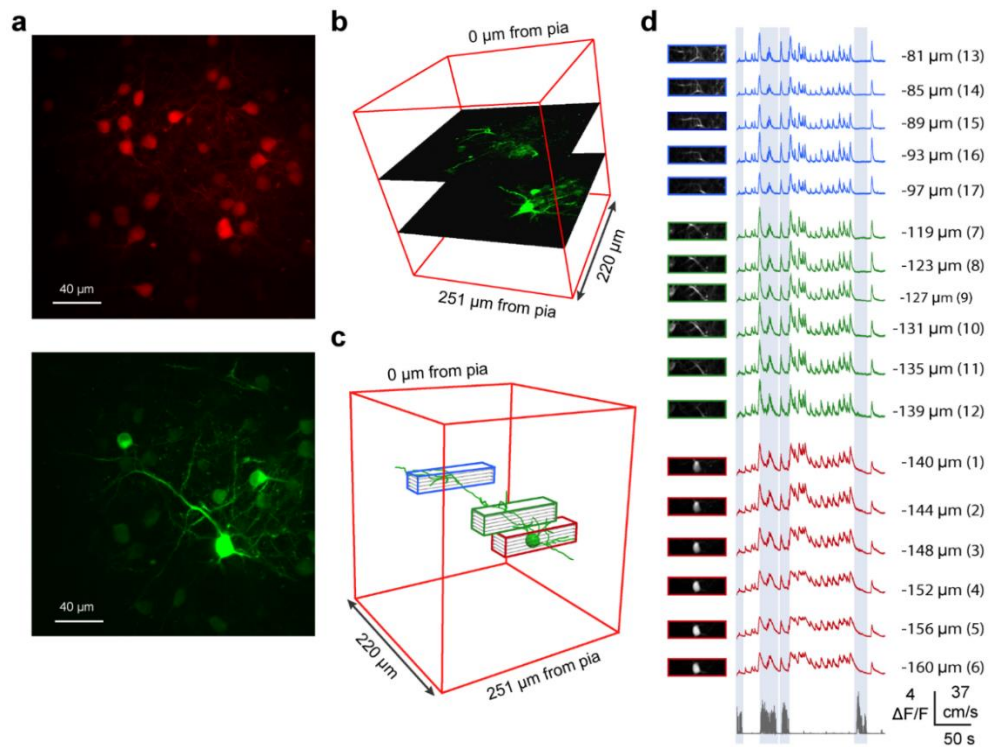 a
40 µm
40 µm
b
0 µm from pia
220 µm
251 µm from pia
c
0 µm from pia
220 µm
251 µm from pia
d
-81 µm (13)
-85 µm (14)
-89 µm (15)
-93 µm (16)
-97 µm (17)
-119 µm (7)
-123 µm (8)
-127 µm (9)
-131 µm (10)
-135 µm (11)
-139 µm (12)
-140 µm (1)
-144 µm (2)
-148 µm (3)
-152 µm (4)
-156 µm (5)
-160 µm (6)
4 37
ΔF/F cm/s
50 s